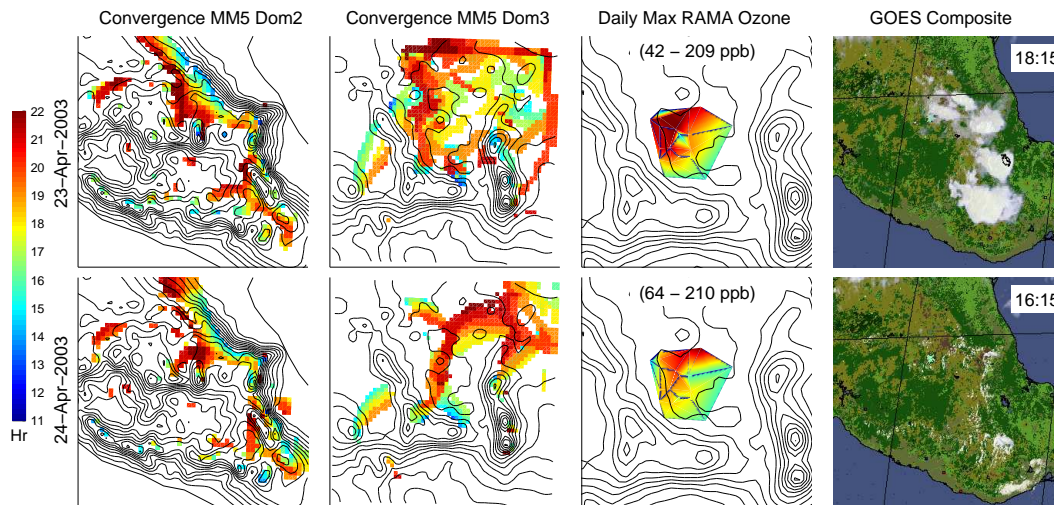 Convergence MM5 Dom2
Convergence MM5 Dom3
Daily Max RAMA Ozone
GOES Composite
22
21
20
19
18
17
16
15
14
13
12
11
Hr
23–Apr–2003
(42 – 209 ppb)
18:15
24–Apr–2003
(64 – 210 ppb)
16:15